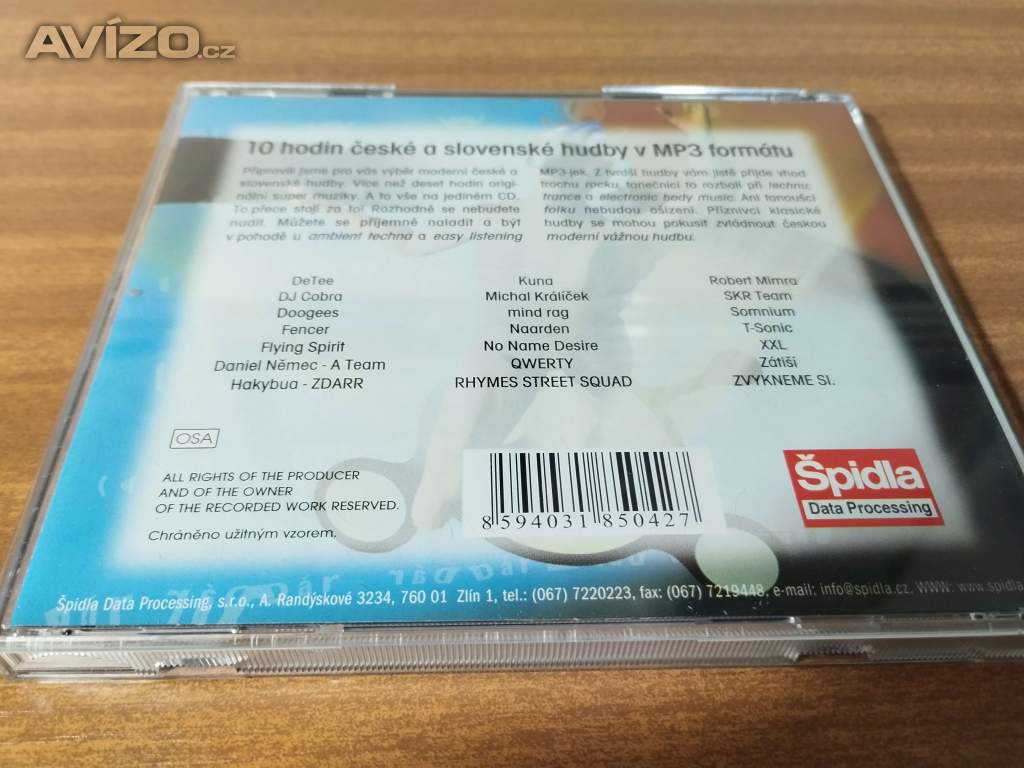 AVÍZO.cz
10 hodin české a slovenské hudby v MP3 formátu
Připravili jsme pro vás výběr moderní české a
slovenské hudby. Více než deset hodin origi-
nální super muziky. A to vše na jediném CD.
To přece stojí za to! Rozhodně se nebudete
nudit. Můžete se příjemně naladit a být
v pohodě u ambient techna a easy listening
MP3-jek. Z tvrdší hudby vám jistě přijde vhod
trochu rocku, tanečníci to rozbalí při technu,
trance a electronic body music. Ani fanoušci
folku nebudou ošizeni. Příznivci klasické
hudby se mohou pokusit zvládnout českou
moderní vážnou hudbu.
DeTee
DJ Cobra
Doogees
Fencer
Flying Spirit
Daniel Němec - A Team
Hakybua - ZDARR
Kuna
Michal Králíček
mind rag
Naarden
No Name Desire
QWERTY
RHYMES STREET SQUAD
Robert Mimra
SKR Team
Somnium
T-Sonic
XXL
Zátiší
ZVYKNEME SI.
OSA
ALL RIGHTS OF THE PRODUCER
AND OF THE OWNER
OF THE RECORDED WORK RESERVED.
Chráněno užitným vzorem.
8 594031 850427
Špidla
Data Processing
Špidla Data Processing, s.r.o., A. Randýskové 3234, 760 01 Zlín 1, tel.: (067) 7220223, fax: (067) 7219448, e-mail: info@spidla.cz, WWW: www.spidla